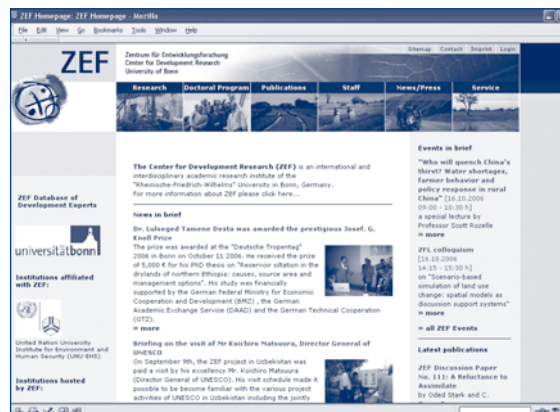 ZEF Homepage: ZEF Homepage - Mozilla
File Edit View Go Bookmarks Tools Window Help
ZEF
Zentrum für Entwicklungsforschung
Center for Development Research
University of Bonn
Sitemap Contact Imprint Login
Research Doctoral Program Publications Staff News/Press Service
ZEF Database of
Development Experts
universitätbonn
Institutions affiliated
with ZEF:
United Nation University
Institute for Environment and
Human Security (UNU-EHS)
Institutions hosted
by ZEF:
The Center for Development Research (ZEF) is an international and
interdisciplinary academic research institute of the
"Rheinische-Friedrich-Wilhelms" University in Bonn, Germany.
For more information about ZEF please click here...
News in brief
Dr. Lulseged Tamene Desta was awarded the prestigious Josef. G.
Knoll Prize
The prize was awarded at the "Deutsche Tropentag"
2006 in Bonn on October 11 2006. He received the prize
of 5,000 € for his PhD thesis on "Reservoir siltation in the
drylands of northern Ethiopia: causes, source area and
management options". His study was financially
supported by the German Federal Ministry for Economic
Cooperation and Development (BMZ) , the German
Academic Exchange Service (DAAD) and the German Technical Cooperation
(GTZ).
» more
Briefing on the visit of Mr Koichiro Matsuura, Director General of
UNESCO
On September 9th, the ZEF project in Uzbekistan was
paid a visit by his excellency Mr. Koichiro Matsuura
(Director-General of UNESCO). His visit schedule made it
possible to be become familiar with the various project
activities of UNESCO in Uzbekistan including the jointly
Events in brief
"Who will quench China's
thirst? Water shortages,
farmer behavior and
policy response in rural
China" [16.10.2006
09:00 - 10:30 h]
a special lecture by
Professor Scott Rozelle
» more
ZFL colloquium
[16.10.2006
14:15 - 15:30 h]
on "Scenario-based
simulation of land use
change: spatial models as
discussion support systems"
» more
» all ZEF Events
Latest publications
ZEF Discussion Paper
No. 111: A Reluctance to
Assimilate
by Oded Stark and C.